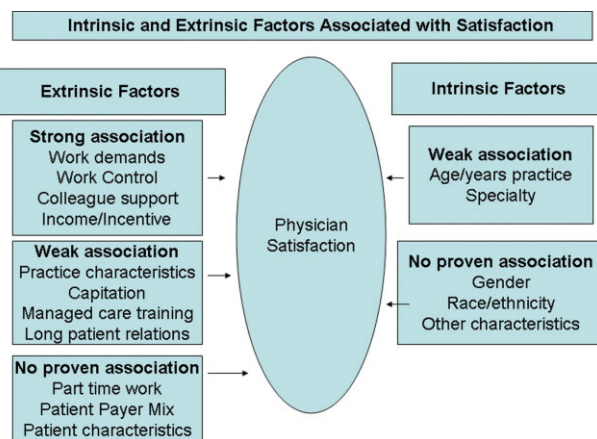 Intrinsic and Extrinsic Factors Associated with Satisfaction
Extrinsic Factors
Strong association
Work demands
Work Control
Colleague support
Income/Incentive
Weak association
Practice characteristics
Capitation
Managed care training
Long patient relations
No proven association
Part time work
Patient Payer Mix
Patient characteristics
Physician
Satisfaction
Intrinsic Factors
Weak association
Age/years practice
Specialty
No proven association
Gender
Race/ethnicity
Other characteristics